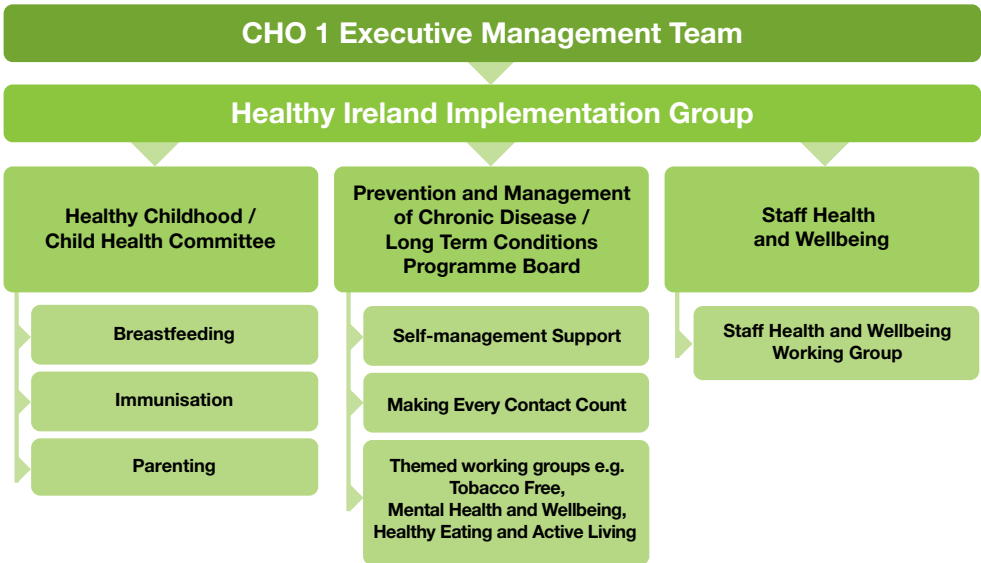 CHO 1 Executive Management Team
Healthy Ireland Implementation Group
Healthy Childhood /
Child Health Committee
Breastfeeding
Immunisation
Parenting
Prevention and Management
of Chronic Disease /
Long Term Conditions
Programme Board
Self-management Support
Making Every Contact Count
Themed working groups e.g.
Tobacco Free,
Mental Health and Wellbeing,
Healthy Eating and Active Living
Staff Health
and Wellbeing
Staff Health and Wellbeing
Working Group